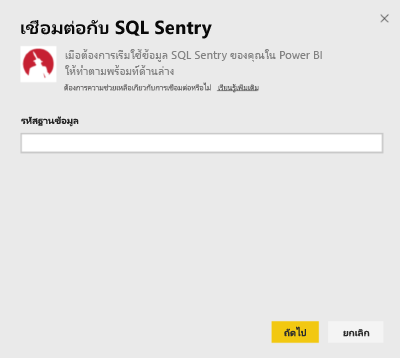 เชื่อมต่อกับ SQL Sentry
เมื่อต้องการเริ่มใช้ข้อมูล SQL Sentry ของคุณใน Power BI
ให้ทำตามพร้อมท์ด้านล่าง
ต้องการความช่วยเหลือเกี่ยวกับการเชื่อมต่อหรือไม่ เรียนรู้เพิ่มเติม
รหัสฐานข้อมูล
ถัดไป ยกเลิก